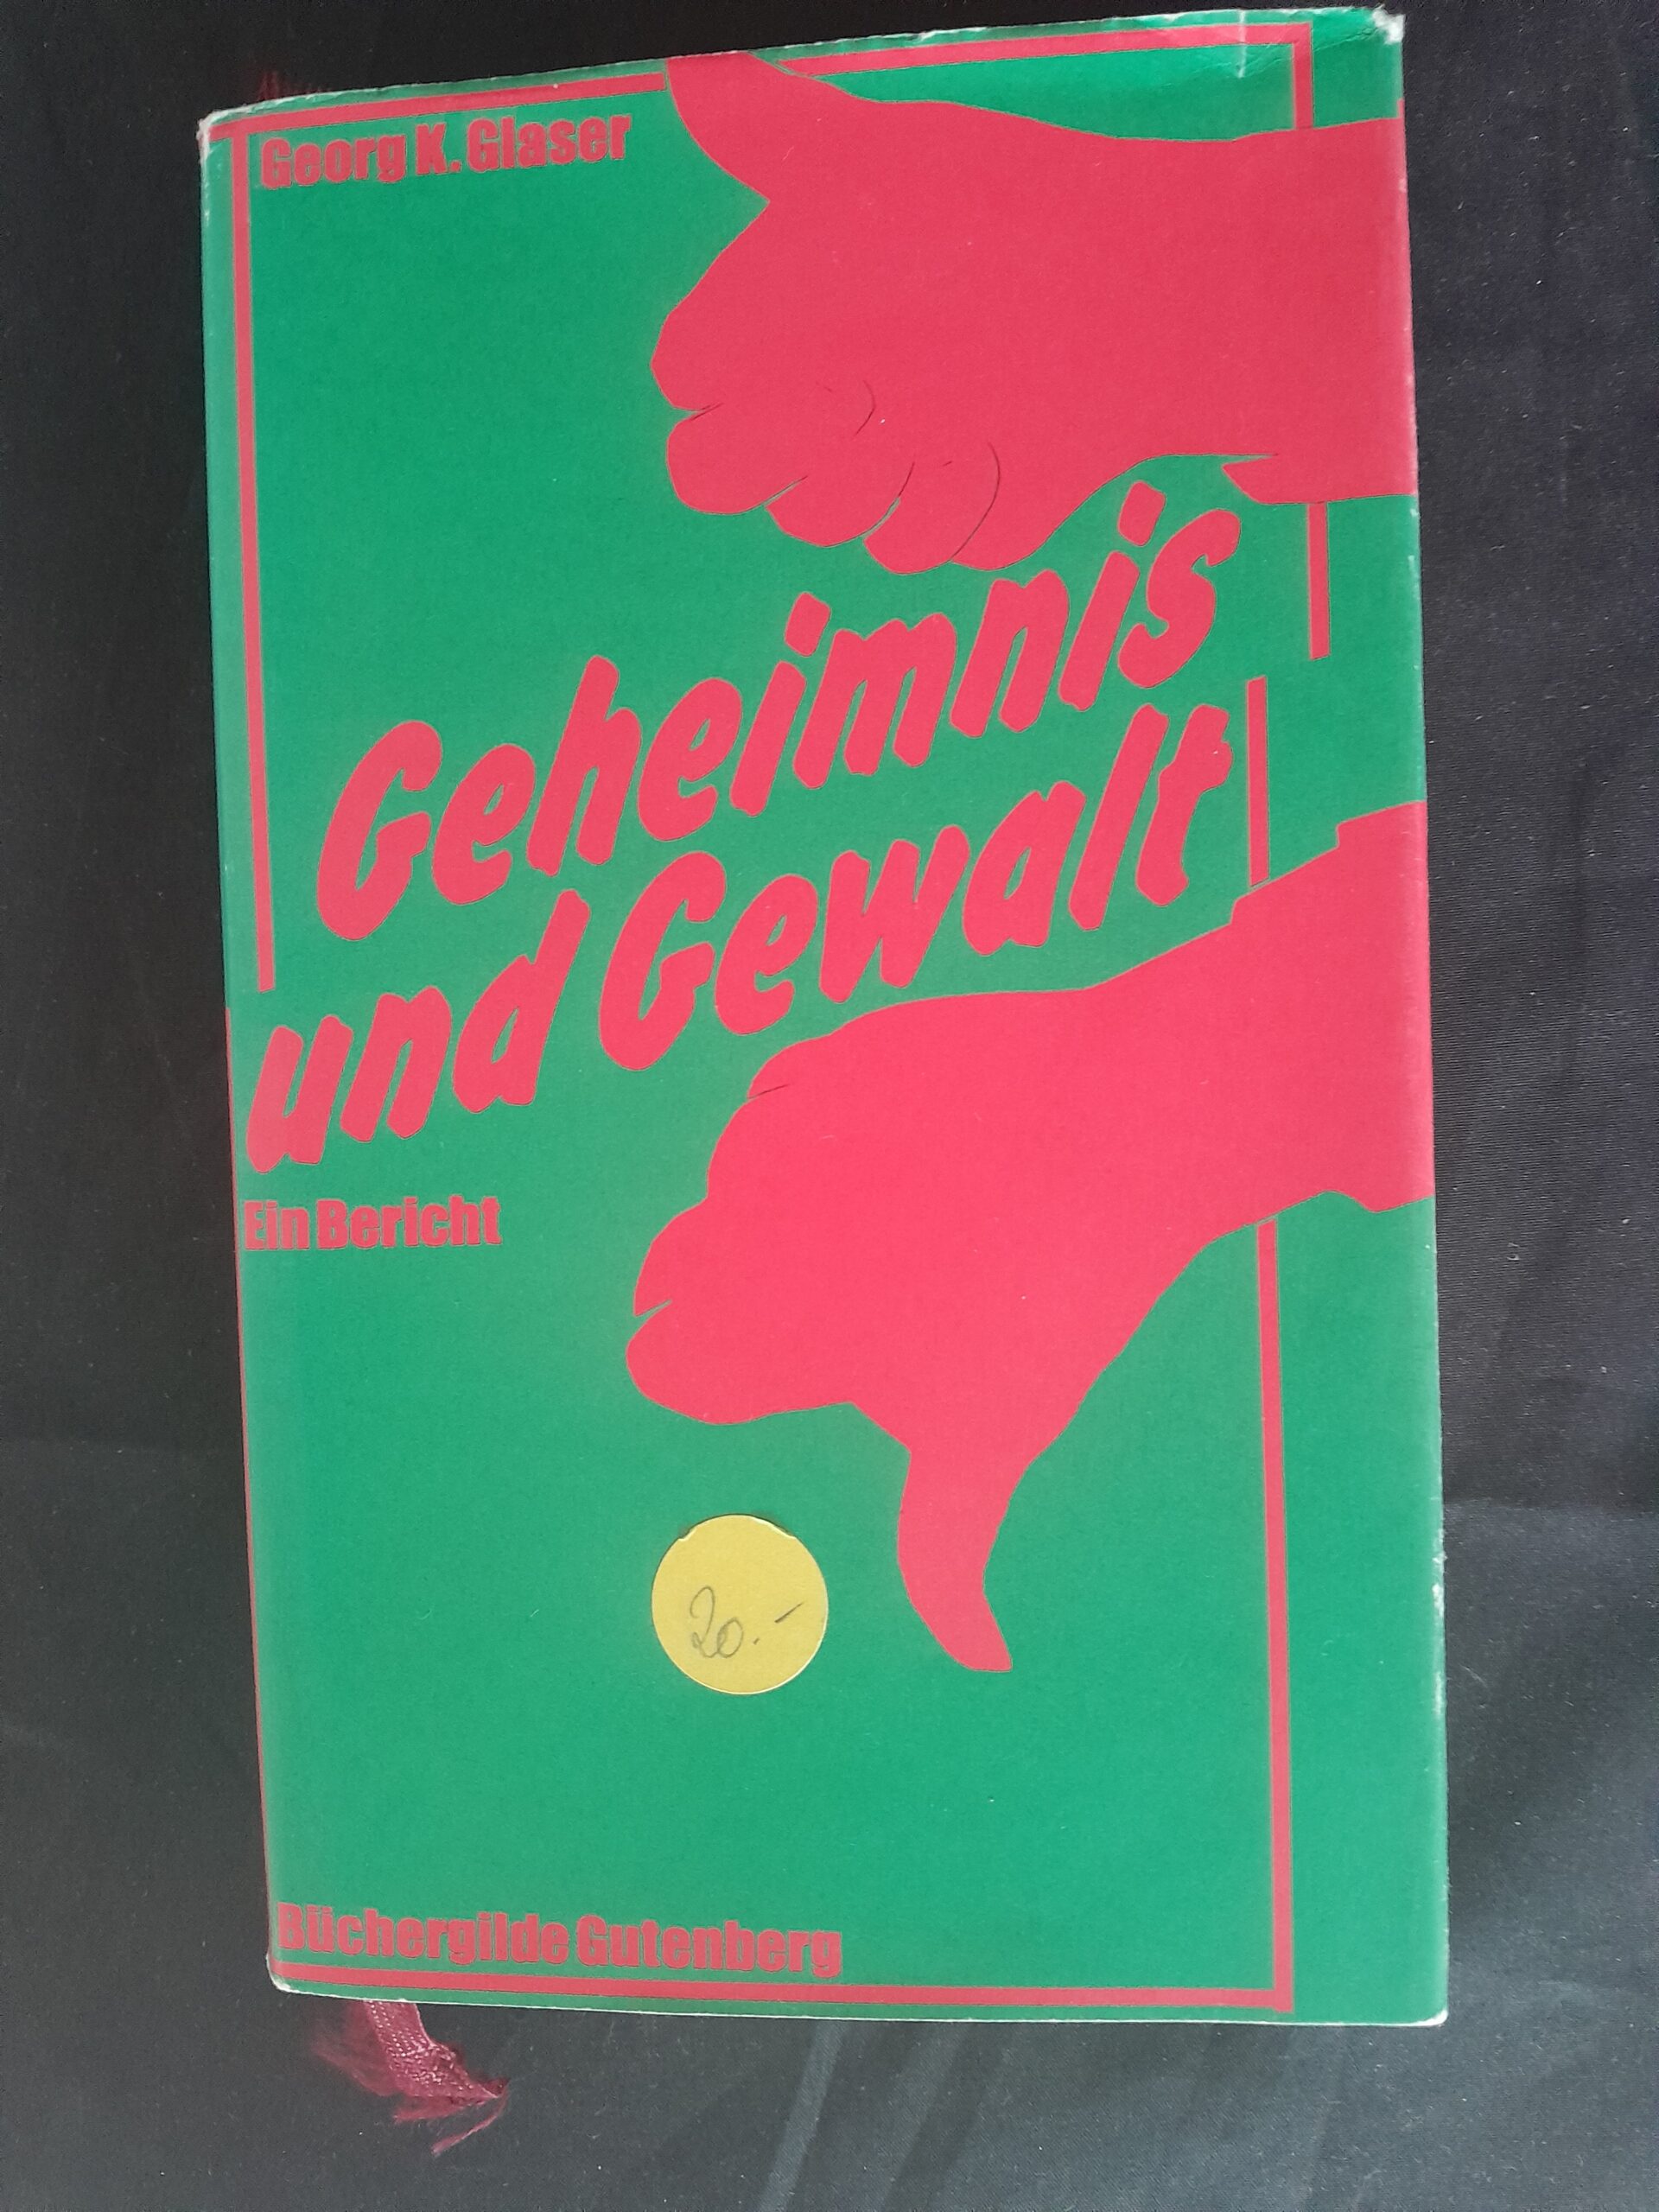 Georg K. Glaser
Geheimnis
und Gewalt
Ein Bericht
20.-
Büchergilde Gutenberg